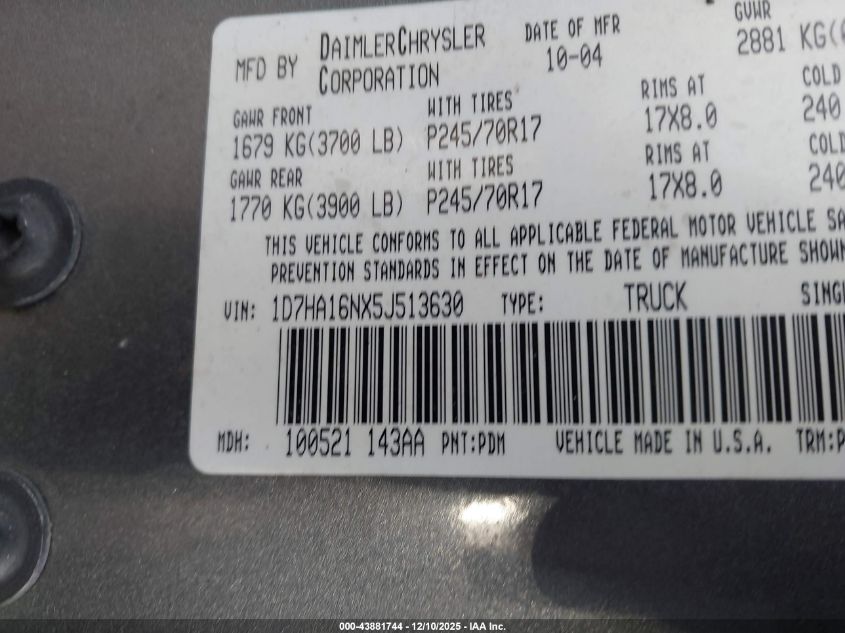 MFD BY DAIMLERCHRYSLER CORPORATION DATE OF MFR 10-04 GVWR 2881 KG(
GAWR FRONT WITH TIRES RIMS AT COLD
1679 KG(3700 LB) P245/70R17 17X8.0 240
GAWR REAR WITH TIRES RIMS AT COLD
1770 KG(3900 LB) P245/70R17 17X8.0 240
THIS VEHICLE CONFORMS TO ALL APPLICABLE FEDERAL MOTOR VEHICLE SA
PREVENTION STANDARDS IN EFFECT ON THE DATE OF MANUFACTURE SHOWN
VIN: 1D7HA16NX5J513630 TYPE: TRUCK SINGL
MDH: 100521 143AA PNT:PDM VEHICLE MADE IN U.S.A. TRM:P
000-43881744 - 12/10/2025 - IAA Inc.